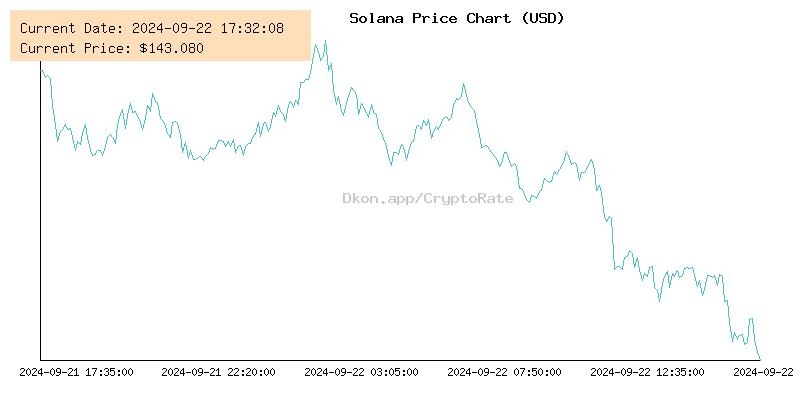 Solana Price Chart (USD)
Current Date: 2024-09-22 17:32:08
Current Price: $143.080
Dkon.app/CryptoRate
2024-09-21 17:35:00 2024-09-21 22:20:00 2024-09-22 03:05:00 2024-09-22 07:50:00 2024-09-22 12:35:00 2024-09-22